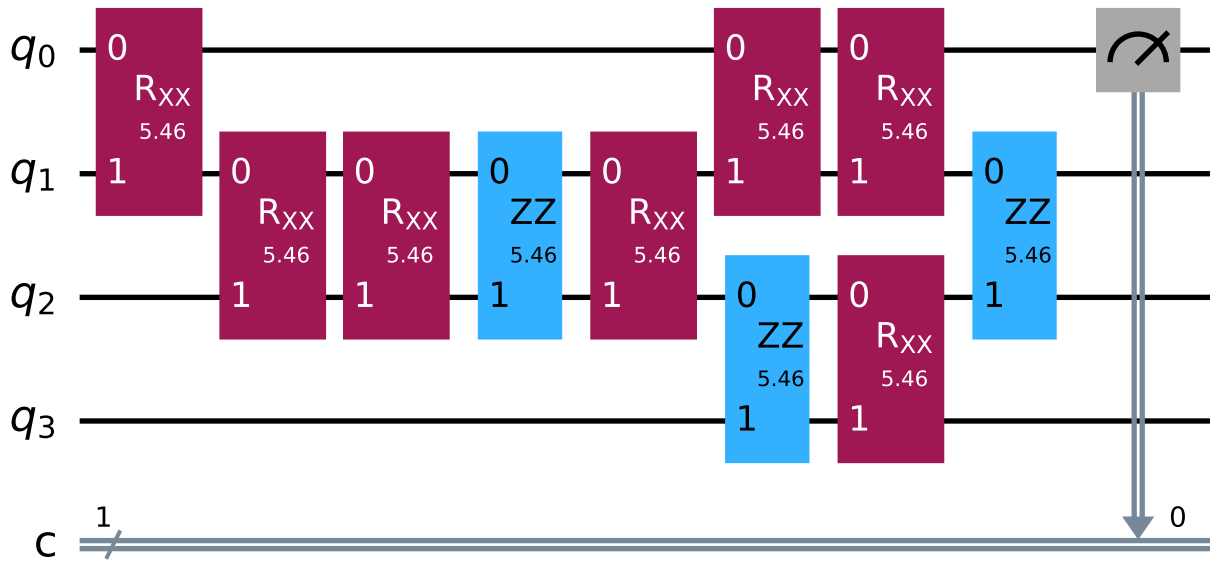 q0 0 0 0
RXX RXX RXX
5.46 5.46 5.46
q1 1 0 0 0 0 1 1 0
RXX RXX ZZ RXX ZZ
5.46 5.46 5.46 5.46 5.46
q2 1 1 1 1 0 0 1
ZZ RXX
5.46 5.46
q3 1 1
1 0
c